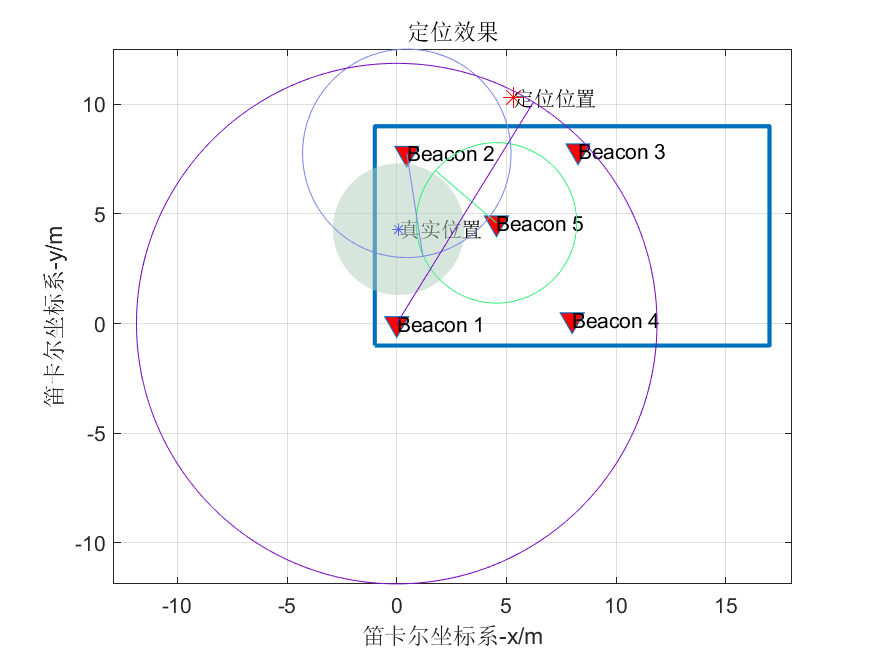 定位效果
定位位置
Beacon 2
Beacon 3
Beacon 5
真实位置
Beacon 1
Beacon 4
10
5
0
-5
-10
笛卡尔坐标系-y/m
-10
-5
0
5
10
15
笛卡尔坐标系-x/m